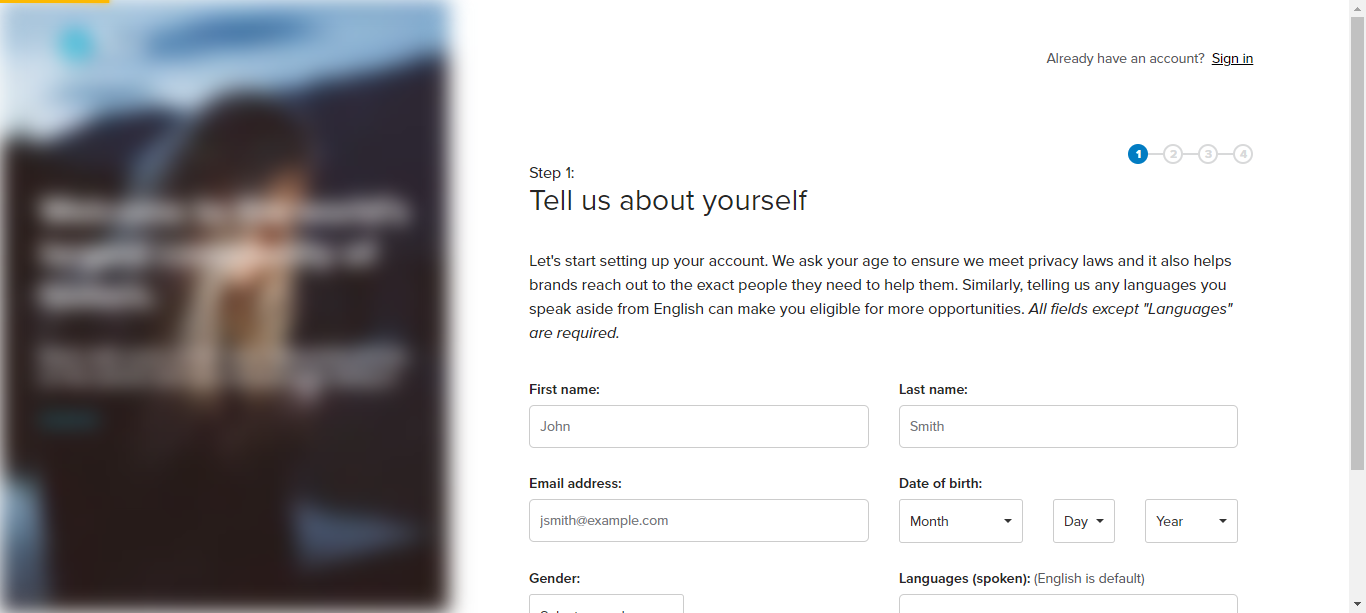 Already have an account? Sign in
1 2 3 4
Step 1:
Tell us about yourself
Let's start setting up your account. We ask your age to ensure we meet privacy laws and it also helps
brands reach out to the exact people they need to help them. Similarly, telling us any languages you
speak aside from English can make you eligible for more opportunities. All fields except "Languages"
are required.
First name:
Last name:
John
Smith
Email address:
Date of birth:
jsmith@example.com
Month
Day
Year
Gender:
Languages (spoken): (English is default)